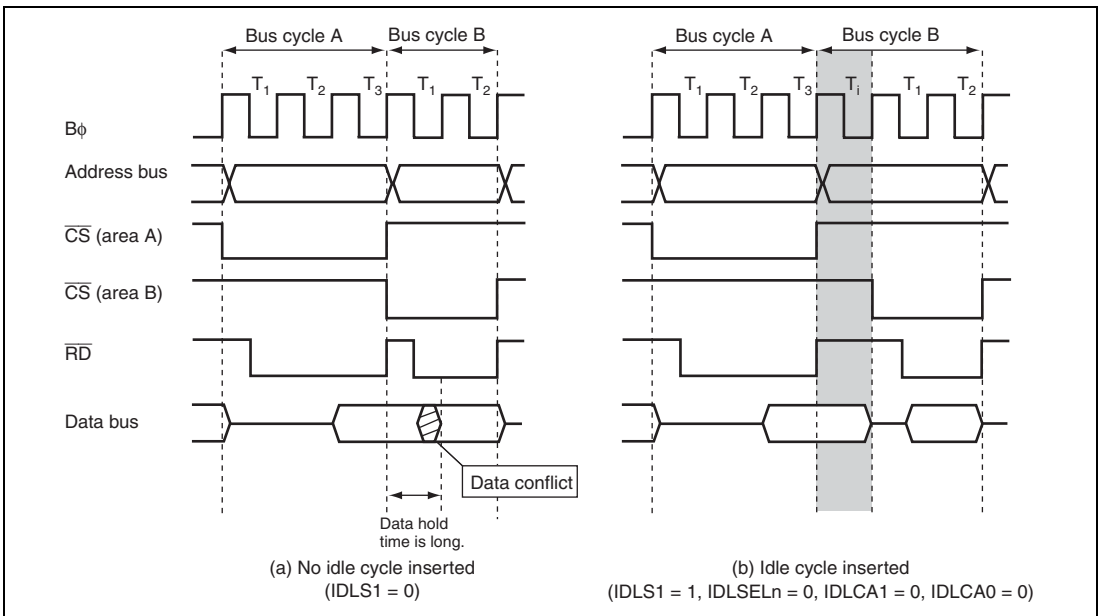 Bus cycle A Bus cycle B Bus cycle A Bus cycle B
T1 T2 T3 T1 T2 T1 T2 T3 Ti T1 T2
Bϕ
Address bus
CS (area A)
CS (area B)
RD
Data bus
Data conflict
Data hold
time is long.
(a) No idle cycle inserted
(IDLS1 = 0)
(b) Idle cycle inserted
(IDLS1 = 1, IDLSELn = 0, IDLCA1 = 0, IDLCA0 = 0)